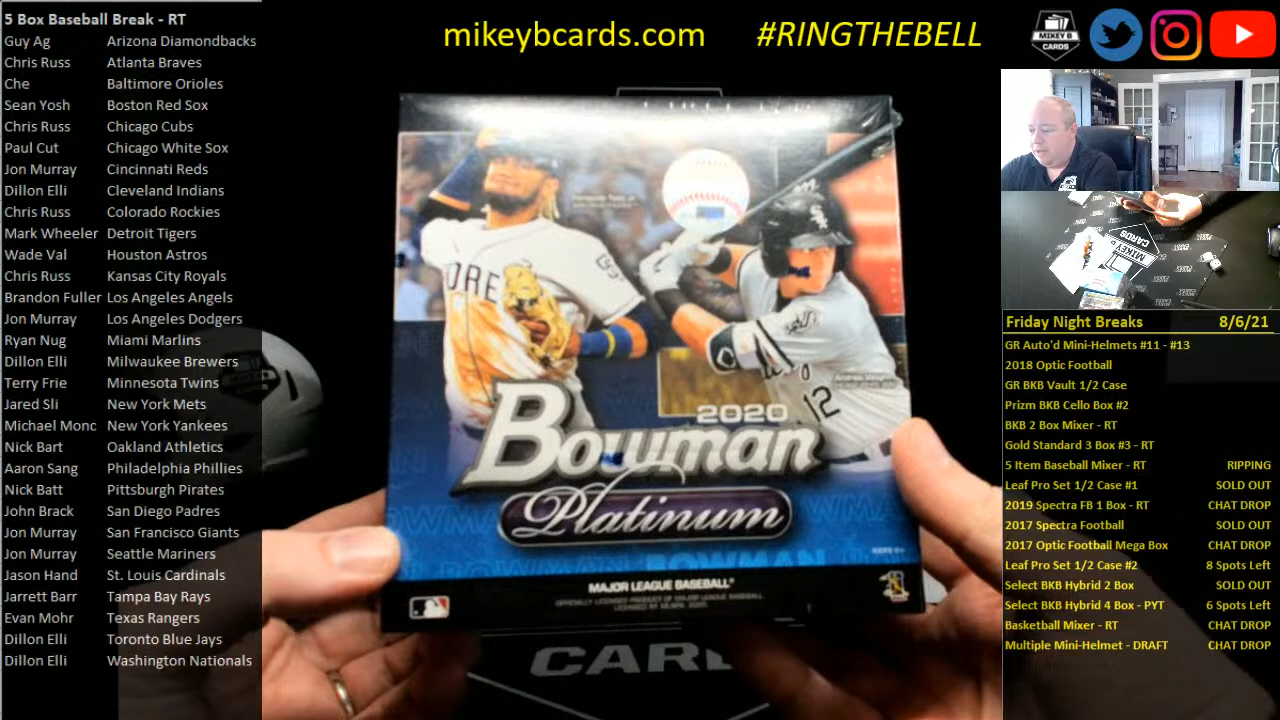 5 Box Baseball Break - RT
Guy Ag Arizona Diamondbacks
Chris Russ Atlanta Braves
Che Baltimore Orioles
Sean Yosh Boston Red Sox
Chris Russ Chicago Cubs
Paul Cut Chicago White Sox
Jon Murray Cincinnati Reds
Dillon Elli Cleveland Indians
Chris Russ Colorado Rockies
Mark Wheeler Detroit Tigers
Wade Val Houston Astros
Chris Russ Kansas City Royals
Brandon Fuller Los Angeles Angels
Jon Murray Los Angeles Dodgers
Ryan Nug Miami Marlins
Dillon Elli Milwaukee Brewers
Terry Frie Minnesota Twins
Jared Sli New York Mets
Michael Mond New York Yankees
Nick Bart Oakland Athletics
Aaron Sang Philadelphia Phillies
Nick Batt Pittsburgh Pirates
John Brack San Diego Padres
Jon Murray San Francisco Giants
Jon Murray Seattle Mariners
Jason Hand St. Louis Cardinals
Jarrett Barr Tampa Bay Rays
Evan Mohr Texas Rangers
Dillon Elli Toronto Blue Jays
Dillon Elli Washington Nationals
mikeybcards.com #RINGTHEBELL
MIKEY B
CARDS
DRE
12
2020
Bowman
Platinum
MAJOR LEAGUE BASEBALL
OFFICIALLY LICENSED PRODUCT OF MAJOR LEAGUE BASEBALL
CARD
MIKEY B
CARDS
Friday Night Breaks 8/6/21
GR Auto'd Mini-Helmets #11 - #13
2018 Optic Football
GR BKB Vault 1/2 Case
Prizm BKB Cello Box #2
BKB 2 Box Mixer - RT
Gold Standard 3 Box #3 - RT
5 Item Baseball Mixer - RT RIPPING
Leaf Pro Set 1/2 Case #1 SOLD OUT
2019 Spectra FB 1 Box - RT CHAT DROP
2017 Spectra Football SOLD OUT
2017 Optic Football Mega Box CHAT DROP
Leaf Pro Set 1/2 Case #2 8 Spots Left
Select BKB Hybrid 2 Box SOLD OUT
Select BKB Hybrid 4 Box - PYT 6 Spots Left
Basketball Mixer - RT CHAT DROP
Multiple Mini-Helmet - DRAFT CHAT DROP